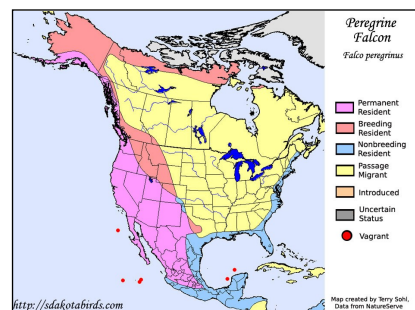 Peregrine
Falcon
Falco peregrinus
Permanent
Resident
Breeding
Resident
Nonbreeding
Resident
Passage
Migrant
Introduced
Uncertain
Status
Vagrant
http://sdakotabirds.com
Map created by Terry Sohl,
Data from NatureServe